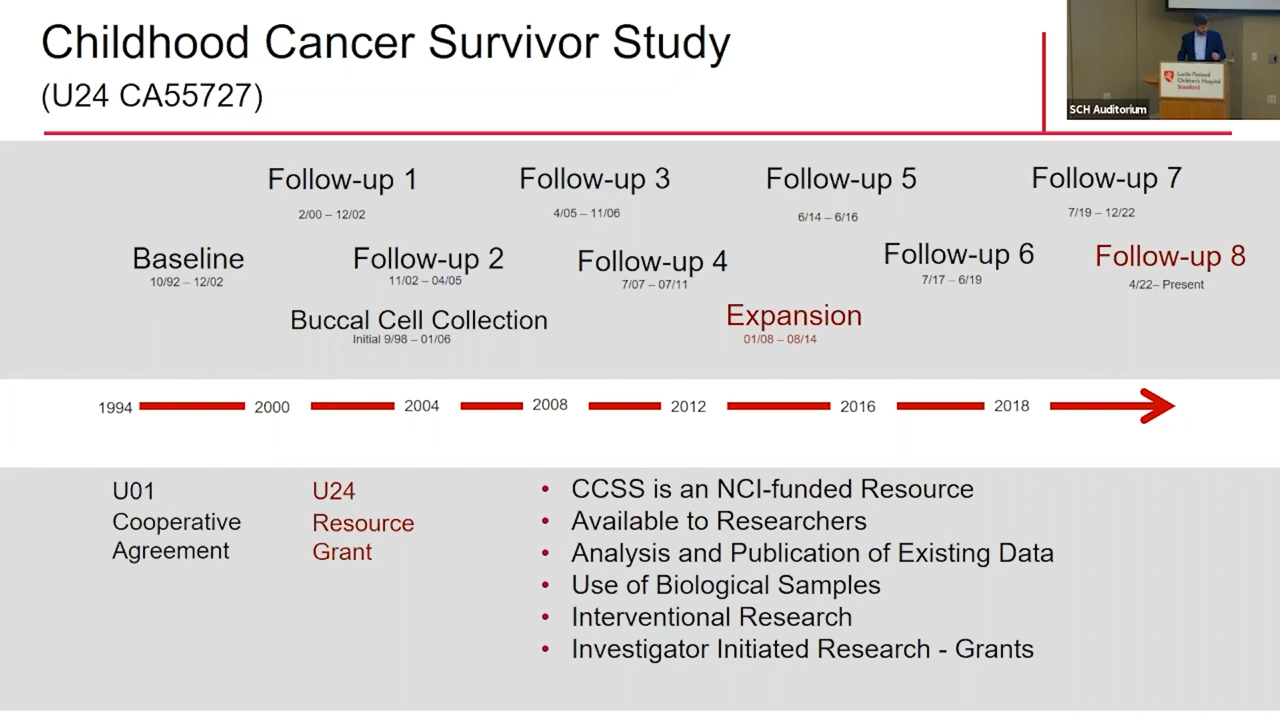 Childhood Cancer Survivor Study
(U24 CA55727)
SCH Auditorium
Lucile Packard
Children's Hospital
Stanford
Follow-up 1
2/00 – 12/02
Follow-up 3
4/05 – 11/06
Follow-up 5
6/14 – 6/16
Follow-up 7
7/19 – 12/22
Baseline
10/92 – 12/02
Follow-up 2
11/02 – 04/05
Follow-up 4
7/07 – 07/11
Follow-up 6
7/17 – 6/19
Follow-up 8
4/22– Present
Buccal Cell Collection
Initial 9/98 – 01/06
Expansion
01/08 – 08/14
1994 2000 2004 2008 2012 2016 2018
U01
Cooperative
Agreement
U24
Resource
Grant
• CCSS is an NCI-funded Resource
• Available to Researchers
• Analysis and Publication of Existing Data
• Use of Biological Samples
• Interventional Research
• Investigator Initiated Research - Grants